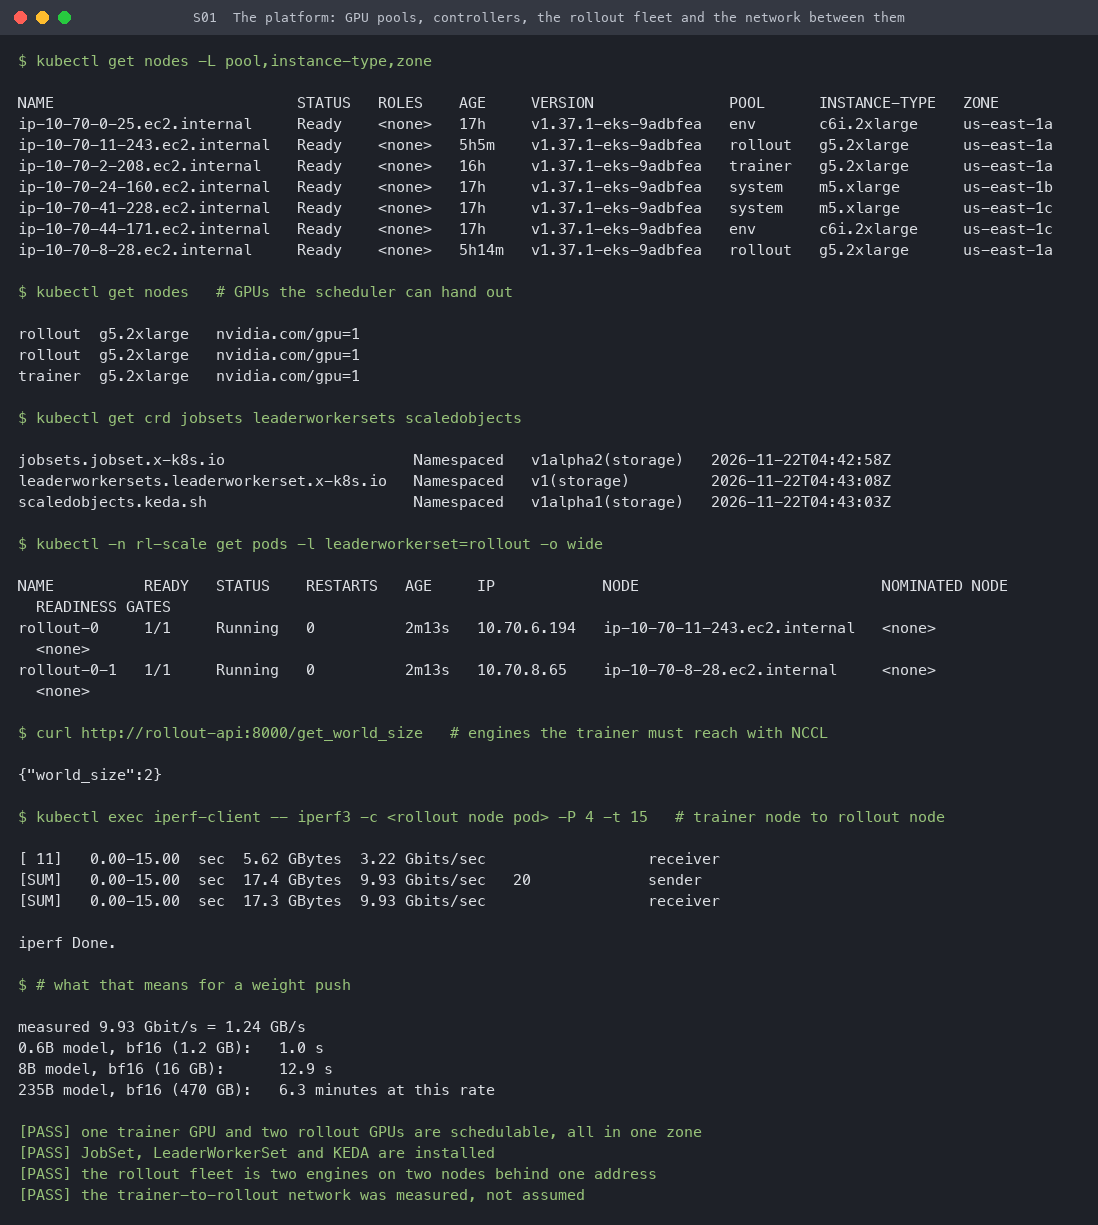 S01  The platform: GPU pools, controllers, the rollout fleet and the network between them
$ kubectl get nodes -L pool,instance-type,zone
NAME                           STATUS   ROLES    AGE     VERSION               POOL      INSTANCE-TYPE   ZONE
ip-10-70-0-25.ec2.internal     Ready    <none>   17h     v1.37.1-eks-9adbfea   env       c6i.2xlarge     us-east-1a
ip-10-70-11-243.ec2.internal   Ready    <none>   5h5m    v1.37.1-eks-9adbfea   rollout   g5.2xlarge      us-east-1a
ip-10-70-2-208.ec2.internal    Ready    <none>   16h     v1.37.1-eks-9adbfea   trainer   g5.2xlarge      us-east-1a
ip-10-70-24-160.ec2.internal   Ready    <none>   17h     v1.37.1-eks-9adbfea   system    m5.xlarge       us-east-1b
ip-10-70-41-228.ec2.internal   Ready    <none>   17h     v1.37.1-eks-9adbfea   system    m5.xlarge       us-east-1c
ip-10-70-44-171.ec2.internal   Ready    <none>   17h     v1.37.1-eks-9adbfea   env       c6i.2xlarge     us-east-1c
ip-10-70-8-28.ec2.internal     Ready    <none>   5h14m   v1.37.1-eks-9adbfea   rollout   g5.2xlarge      us-east-1a
$ kubectl get nodes   # GPUs the scheduler can hand out
rollout  g5.2xlarge   nvidia.com/gpu=1
rollout  g5.2xlarge   nvidia.com/gpu=1
trainer  g5.2xlarge   nvidia.com/gpu=1
$ kubectl get crd jobsets leaderworkersets scaledobjects
jobsets.jobset.x-k8s.io                     Namespaced   v1alpha2(storage)   2026-11-22T04:42:58Z
leaderworkersets.leaderworkerset.x-k8s.io   Namespaced   v1(storage)         2026-11-22T04:43:08Z
scaledobjects.keda.sh                       Namespaced   v1alpha1(storage)   2026-11-22T04:43:03Z
$ kubectl -n rl-scale get pods -l leaderworkerset=rollout -o wide
NAME          READY   STATUS    RESTARTS   AGE     IP            NODE                           NOMINATED NODE
  READINESS GATES
rollout-0     1/1     Running   0          2m13s   10.70.6.194   ip-10-70-11-243.ec2.internal   <none>
  <none>
rollout-0-1   1/1     Running   0          2m13s   10.70.8.65    ip-10-70-8-28.ec2.internal     <none>
  <none>
$ curl http://rollout-api:8000/get_world_size   # engines the trainer must reach with NCCL
{"world_size":2}
$ kubectl exec iperf-client -- iperf3 -c <rollout node pod> -P 4 -t 15   # trainer node to rollout node
[ 11]   0.00-15.00  sec  5.62 GBytes  3.22 Gbits/sec                  receiver
[SUM]   0.00-15.00  sec  17.4 GBytes  9.93 Gbits/sec   20             sender
[SUM]   0.00-15.00  sec  17.3 GBytes  9.93 Gbits/sec                  receiver
iperf Done.
$ # what that means for a weight push
measured 9.93 Gbit/s = 1.24 GB/s
0.6B model, bf16 (1.2 GB):   1.0 s
8B model, bf16 (16 GB):      12.9 s
235B model, bf16 (470 GB):   6.3 minutes at this rate
[PASS] one trainer GPU and two rollout GPUs are schedulable, all in one zone
[PASS] JobSet, LeaderWorkerSet and KEDA are installed
[PASS] the rollout fleet is two engines on two nodes behind one address
[PASS] the trainer-to-rollout network was measured, not assumed